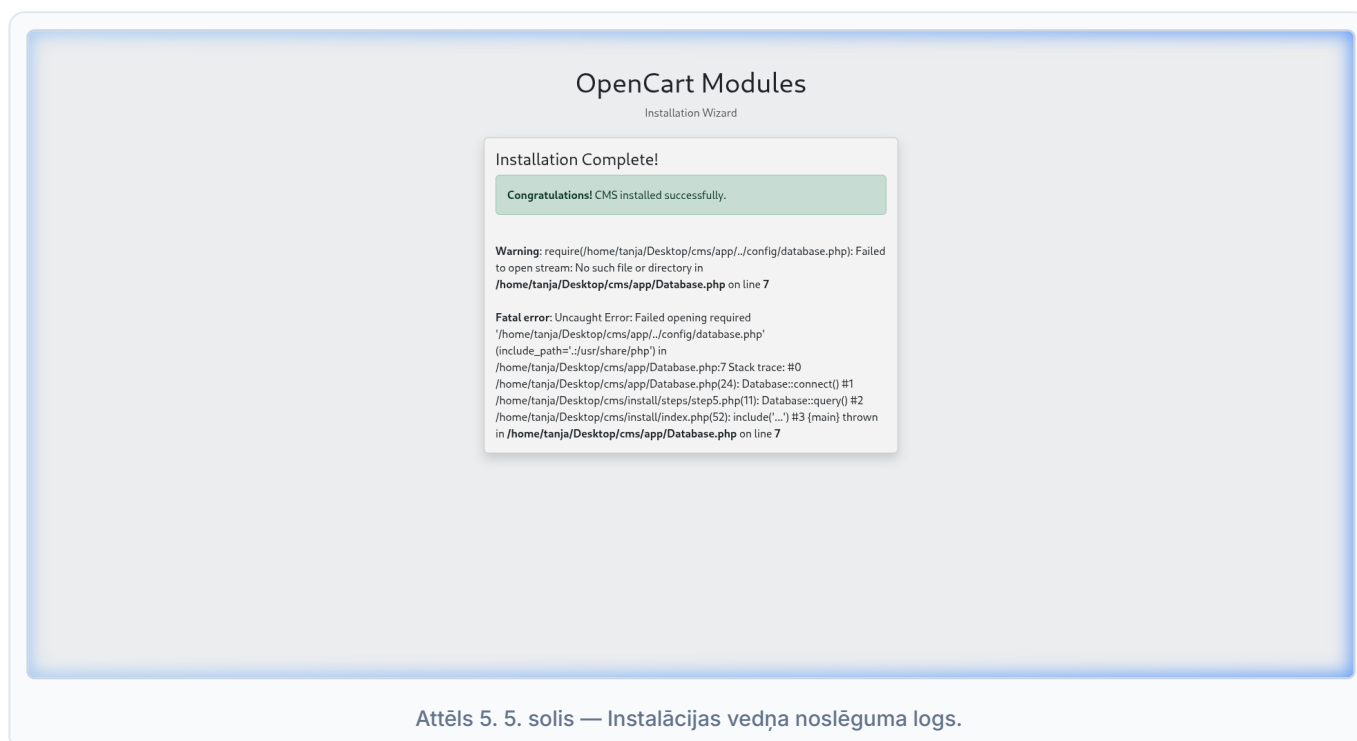 OpenCart Modules
Installation Wizard
Installation Complete!
Congratulations! CMS installed successfully.
Warning: require(/home/tanja/Desktop/cms/app/../config/database.php): Failed
to open stream: No such file or directory in
/home/tanja/Desktop/cms/app/Database.php on line 7
Fatal error: Uncaught Error: Failed opening required
'/home/tanja/Desktop/cms/app/../config/database.php'
(include_path='.:/usr/share/php') in
/home/tanja/Desktop/cms/app/Database.php:7 Stack trace: #0
/home/tanja/Desktop/cms/app/Database.php(24): Database::connect() #1
/home/tanja/Desktop/cms/install/steps/step5.php(11): Database::query() #2
/home/tanja/Desktop/cms/install/index.php(52): include('...') #3 {main} thrown
in /home/tanja/Desktop/cms/app/Database.php on line 7
Attēls 5. 5. solis — Instalācijas vedņa noslēguma logs.